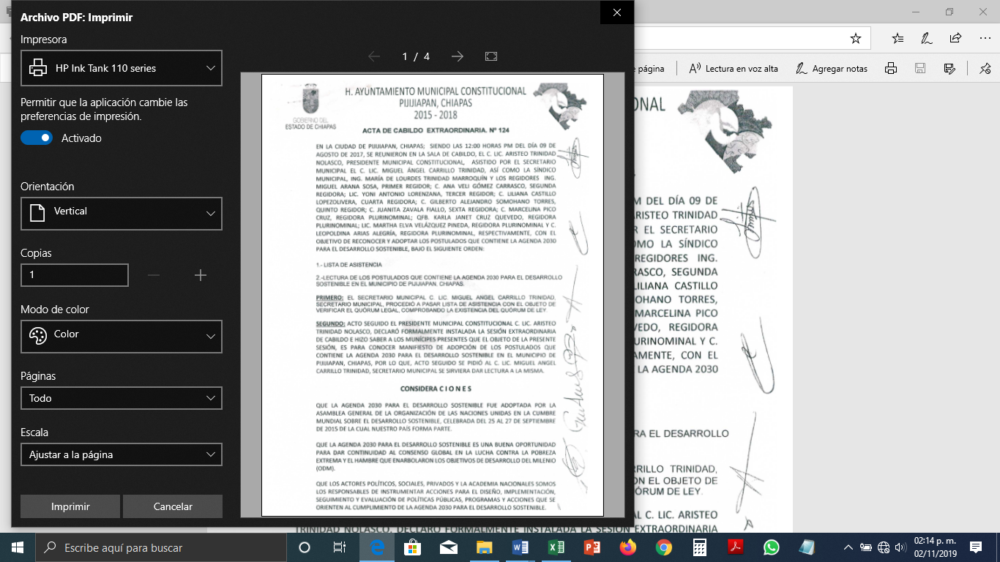 Archivo PDF: Imprimir
Impresora
HP Ink Tank 110 series
Permitir que la aplicación cambie las
preferencias de impresión.
Activado
Orientación
Vertical
Copias
1
Modo de color
Color
Páginas
Todo
Escala
Ajustar a la página
Imprimir
Cancelar
1 / 4
H. AYUNTAMIENTO MUNICIPAL CONSTITUCIONAL
PIJIJIAPAN, CHIAPAS
2015 - 2018
GOBIERNO DEL
ESTADO DE CHIAPAS
ACTA DE CABILDO EXTRAORDINARIA. Nº 124
EN LA CIUDAD DE PIJIJIAPAN, CHIAPAS; SIENDO LAS 12:00 HORAS PM DEL DÍA 09 DE
AGOSTO DE 2017, SE REUNIERON EN LA SALA DE CABILDO, EL C. LIC. ARISTEO TRINIDAD
NOLASCO, PRESIDENTE MUNICIPAL CONSTITUCIONAL, ASISTIDO POR EL SECRETARIO
MUNICIPAL EL C. LIC. MIGUEL ÁNGEL CARRILLO TRINIDAD, ASÍ COMO LA SÍNDICO
MUNICIPAL, ING. MARÍA DE LOURDES TRINIDAD MARROQUÍN Y LOS REGIDORES ING.
MIGUEL ARANA SOSA, PRIMER REGIDOR; C. ANA VELI GÓMEZ CARRASCO, SEGUNDA
REGIDORA; LIC. YONI ANTONIO LORENZANA, TERCER REGIDOR; C. LILIANA CASTILLO
LOPEZOLIVERA, CUARTA REGIDORA; C. GILBERTO ALEJANDRO SOMOHANO TORRES,
QUINTO REGIDOR; C. JUANITA ZAVALA FIALLO, SEXTA REGIDORA; C. MARCELINA PICO
CRUZ, REGIDORA PLURINOMINAL; QFB. KARLA JANET CRUZ QUEVEDO, REGIDORA
PLURINOMINAL; LIC. MARTHA ELVA VELÁZQUEZ PINEDA, REGIDORA PLURINOMINAL Y C.
LEOPOLDINA ARIAS ALEGRÍA, REGIDORA PLURINOMINAL, RESPECTIVAMENTE, CON EL
OBJETIVO DE RECONOCER Y ADOPTAR LOS POSTULADOS QUE CONTIENE LA AGENDA 2030
PARA EL DESARROLLO SOSTENIBLE, BAJO EL SIGUIENTE ORDEN:
1.- LISTA DE ASISTENCIA
2.-LECTURA DE LOS POSTULADOS QUE CONTIENE LA AGENDA 2030 PARA EL DESARROLLO
SOSTENIBLE EN EL MUNICIPIO DE PIJIJIAPAN, CHIAPAS.
PRIMERO: EL SECRETARIO MUNICIPAL C. LIC. MIGUEL ANGEL CARRILLO TRINIDAD,
SECRETARIO MUNICIPAL, PROCEDIÓ A PASAR LISTA DE ASISTENCIA CON EL OBJETO DE
VERIFICAR EL QUÓRUM LEGAL, COMPROBANDO LA EXISTENCIA DEL QUÓRUM DE LEY.
SEGUNDO: ACTO SEGUIDO EL PRESIDENTE MUNICIPAL CONSTITUCIONAL C. LIC. ARISTEO
TRINIDAD NOLASCO, DECLARÓ FORMALMENTE INSTALADA LA SESIÓN EXTRAORDINARIA
DE CABILDO E HIZO SABER A LOS MUNÍCIPES PRESENTES QUE EL OBJETO DE LA PRESENTE
SESIÓN, ES PARA CONOCER MANIFIESTO DE ADOPCIÓN DE LOS POSTULADOS QUE
CONTIENE LA AGENDA 2030 PARA EL DESARROLLO SOSTENIBLE EN EL MUNICIPIO DE
PIJIJIAPAN, CHIAPAS, POR LO QUE, ACTO SEGUIDO SE PIDIÓ AL C. LIC. MIGUEL ANGEL
CARRILLO TRINIDAD, SECRETARIO MUNICIPAL SE SIRVIERA DAR LECTURA A LA MISMA.
CONSIDERA C I O N E S
QUE LA AGENDA 2030 PARA EL DESARROLLO SOSTENIBLE FUE ADOPTADA POR LA
ASAMBLEA GENERAL DE LA ORGANIZACIÓN DE LAS NACIONES UNIDAS EN LA CUMBRE
MUNDIAL SOBRE EL DESARROLLO SOSTENIBLE, CELEBRADA DEL 25 AL 27 DE SEPTIEMBRE
DE 2015 DE LA CUAL NUESTRO PAÍS FORMA PARTE.
QUE LA AGENDA 2030 PARA EL DESARROLLO SOSTENIBLE ES UNA BUENA OPORTUNIDAD
PARA DAR CONTINUIDAD AL CONSENSO GLOBAL EN LA LUCHA CONTRA LA POBREZA
EXTREMA Y EL HAMBRE QUE ENARBOLARON LOS OBJETIVOS DE DESARROLLO DEL MILENIO
(ODM).
QUE LOS ACTORES POLÍTICOS, SOCIALES, PRIVADOS Y LA ACADEMIA NACIONALES SOMOS
LOS RESPONSABLES DE INSTRUMENTAR ACCIONES PARA EL DISEÑO, IMPLEMENTACIÓN,
SEGUIMIENTO Y EVALUACIÓN DE POLÍTICAS PÚBLICAS, PROGRAMAS Y ACCIONES QUE SE
ORIENTEN AL CUMPLIMIENTO DE LA AGENDA 2030 PARA EL DESARROLLO SOSTENIBLE.
e página
Lectura en voz alta
Agregar notas
ONAL
M DEL DÍA 09 DE
ARISTEO TRINIDAD
R EL SECRETARIO
OMO LA SÍNDICO
REGIDORES ING.
RASCO, SEGUNDA
LILIANA CASTILLO
OHANO TORRES,
MARCELINA PICO
VEDO, REGIDORA
URINOMINAL Y C.
AMENTE, CON EL
LA AGENDA 2030
RA EL DESARROLLO
RRILLO TRINIDAD,
ON EL OBJETO DE
ÓRUM DE LEY.
AL C. LIC. ARISTEO
TRINIDAD NOLASCO, DECLARÓ FORMALMENTE INSTALADA LA SESIÓN EXTRAORDINARIA
Escribe aquí para buscar
02:14 p. m.
02/11/2019